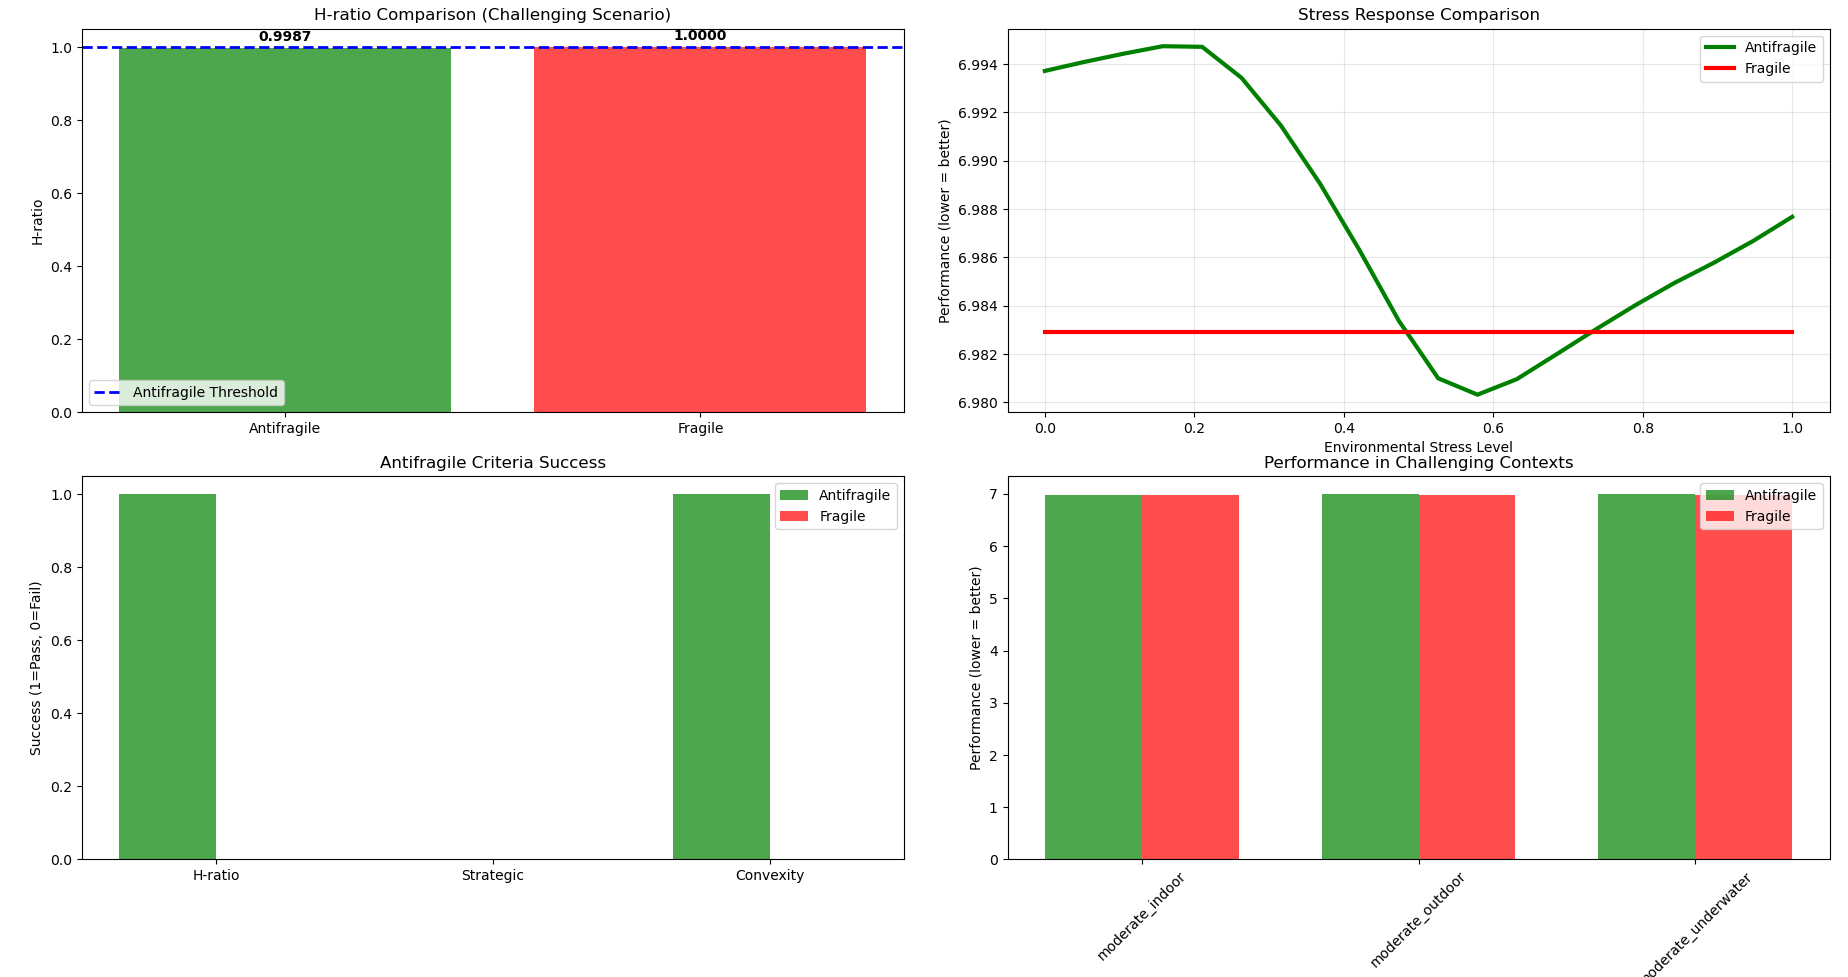 H-ratio Comparison (Challenging Scenario)
H-ratio
1.0
0.8
0.6
0.4
0.2
0.0
0.9987
1.0000
Antifragile Threshold
Antifragile
Fragile
Stress Response Comparison
Performance (lower = better)
6.994
6.992
6.990
6.988
6.986
6.984
6.982
6.980
Antifragile
Fragile
0.0
0.2
0.4
0.6
0.8
1.0
Environmental Stress Level
Antifragile Criteria Success
Success (1=Pass, 0=Fail)
1.0
0.8
0.6
0.4
0.2
0.0
Antifragile
Fragile
H-ratio
Strategic
Convexity
Performance in Challenging Contexts
Performance (lower = better)
7
6
5
4
3
2
1
0
Antifragile
Fragile
moderate_indoor
moderate_outdoor
oderate_underwater